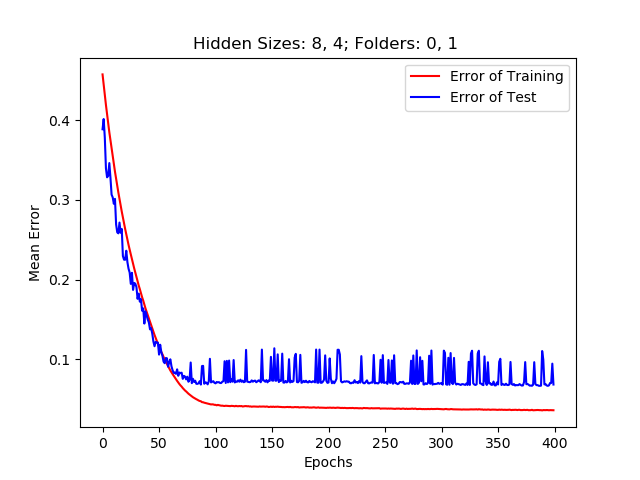 Hidden Sizes: 8, 4; Folders: 0, 1
Error of Training
Error of Test
Mean Error
0.4
0.3
0.2
0.1
0 50 100 150 200 250 300 350 400
Epochs